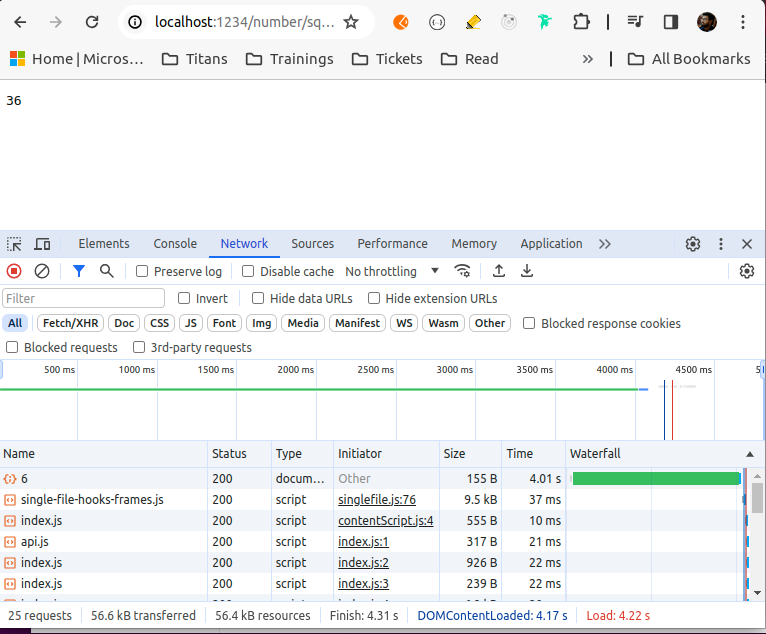 localhost:1234/number/sq...
Home | Micros... Titans Trainings Tickets Read » All Bookmarks
36
Elements Console Network Sources Performance Memory Application »
Preserve log Disable cache No throttling
Filter Invert Hide data URLs Hide extension URLs
All Fetch/XHR Doc CSS JS Font Img Media Manifest WS Wasm Other Blocked response cookies
Blocked requests 3rd-party requests
500 ms 1000 ms 1500 ms 2000 ms 2500 ms 3000 ms 3500 ms 4000 ms 4500 ms
Name Status Type Initiator Size Time Waterfall
6 200 docum... Other 155 B 4.01 s
single-file-hooks-frames.js 200 script singlefile.js:76 9.5 kB 37 ms
index.js 200 script contentScript.js:4 555 B 10 ms
api.js 200 script index.js:1 317 B 21 ms
index.js 200 script index.js:2 926 B 22 ms
index.js 200 script index.js:3 239 B 22 ms
25 requests 56.6 kB transferred 56.4 kB resources Finish: 4.31 s DOMContentLoaded: 4.17 s Load: 4.22 s